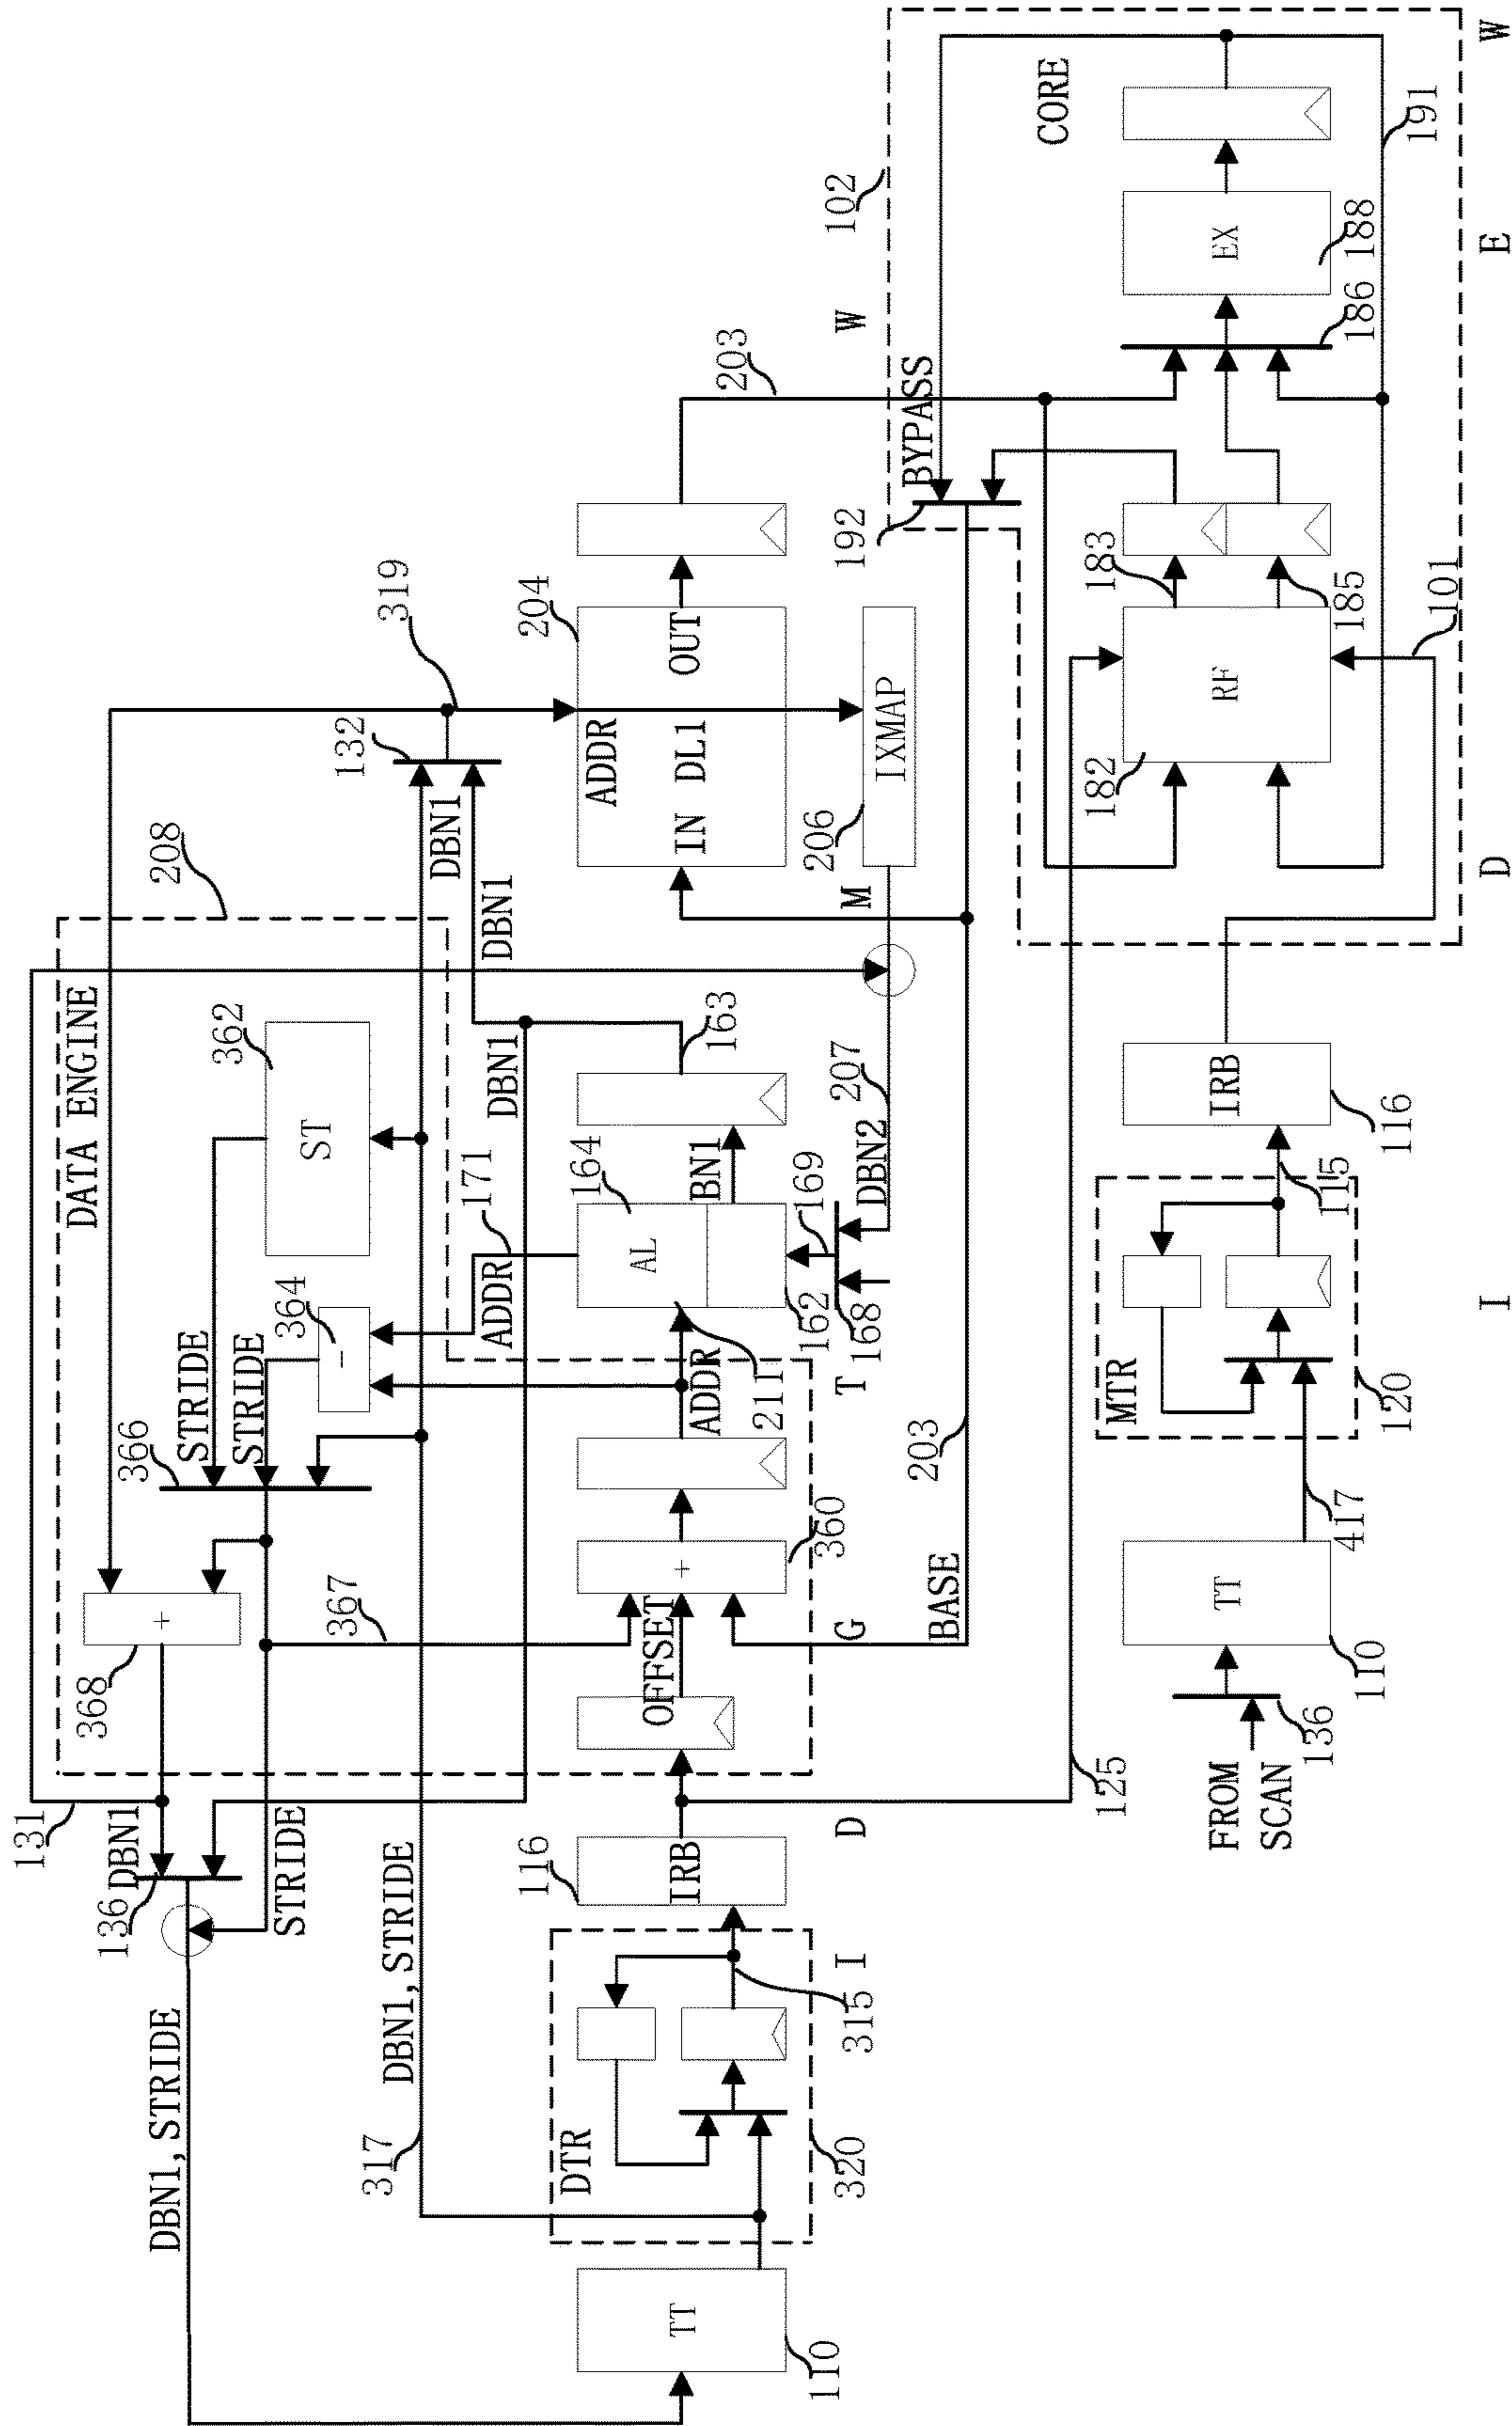 131
136
DBN1
DATA ENGINE
208
DBN1, STRIDE
STRIDE
368
+
366
STRIDE
STRIDE
364
-
362
ST
367
317
DBN1, STRIDE
DBN1
132
319
DBN1
DBN1
ADDR
171
163
TT
110
DTR
320
315
I
116
IRB
D
OFFSET
+
360
G
ADDR
211
T
AL
164
BN1
162
169
168
DBN2
207
M
206
IXMAP
ADDR
IN DL1
OUT
204
203
W
102
BASE
203
192
BYPASS
CORE
125
182
RF
183
185
101
186
EX
188
191
FROM
SCAN
136
TT
110
417
MTR
120
115
IRB
116
I
D
E
W